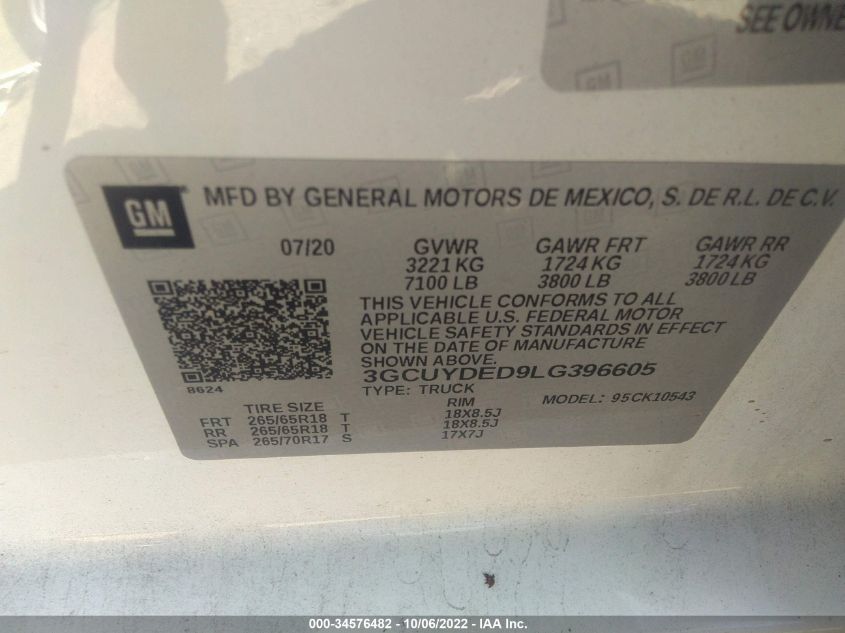 SEE OWNE
GM
GM
MFD BY GENERAL MOTORS DE MEXICO, S. DE R.L. DE C.V.
07/20 GVWR GAWR FRT GAWR RR
3221 KG 1724 KG 1724 KG
7100 LB 3800 LB 3800 LB
THIS VEHICLE CONFORMS TO ALL
APPLICABLE U.S. FEDERAL MOTOR
VEHICLE SAFETY STANDARDS IN EFFECT
ON THE DATE OF MANUFACTURE
SHOWN ABOVE.
3GCUYDED9LG396605
8624
TYPE: TRUCK
TIRE SIZE RIM MODEL: 95CK10543
FRT 265/65R18 T 18X8.5J
RR 265/65R18 T 18X8.5J
SPA 265/70R17 S 17X7J
000-34576482 - 10/06/2022 - IAA Inc.